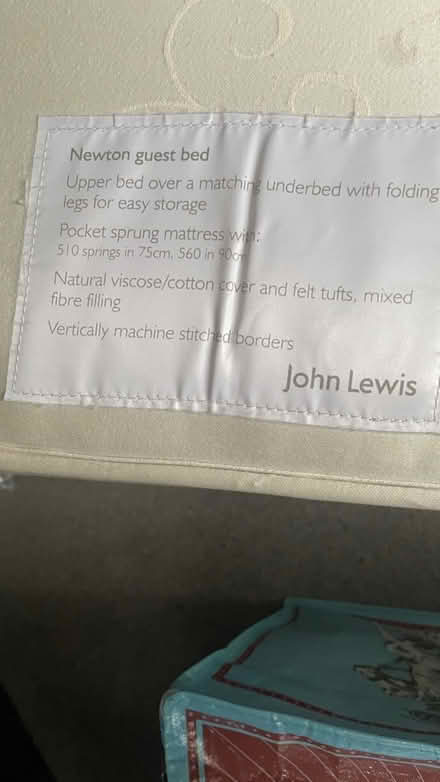 Newton guest bed
Upper bed over a matching underbed with folding
legs for easy storage
Pocket sprung mattress with:
510 springs in 75cm, 560 in 90cm
Natural viscose/cotton cover and felt tufts, mixed
fibre filling
Vertically machine stitched borders
John Lewis